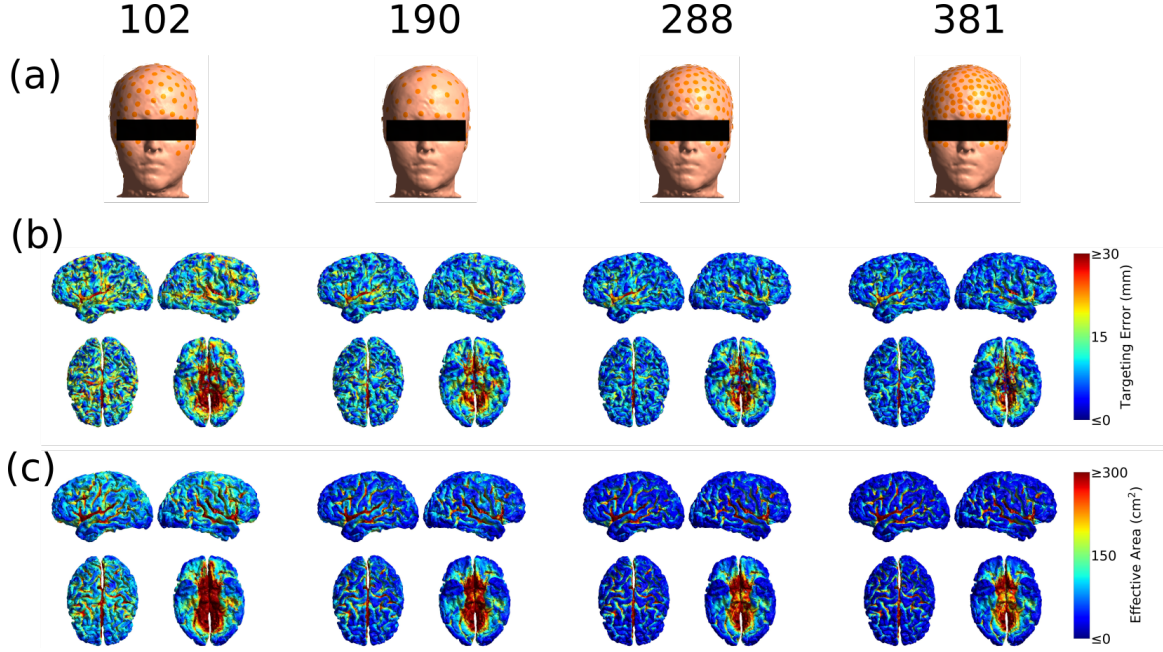 102 190 288 381
(a)
(b)
≥30
15
≤0
Targeting Error (mm)
(c)
≥300
150
≤0
Effective Area (cm²)